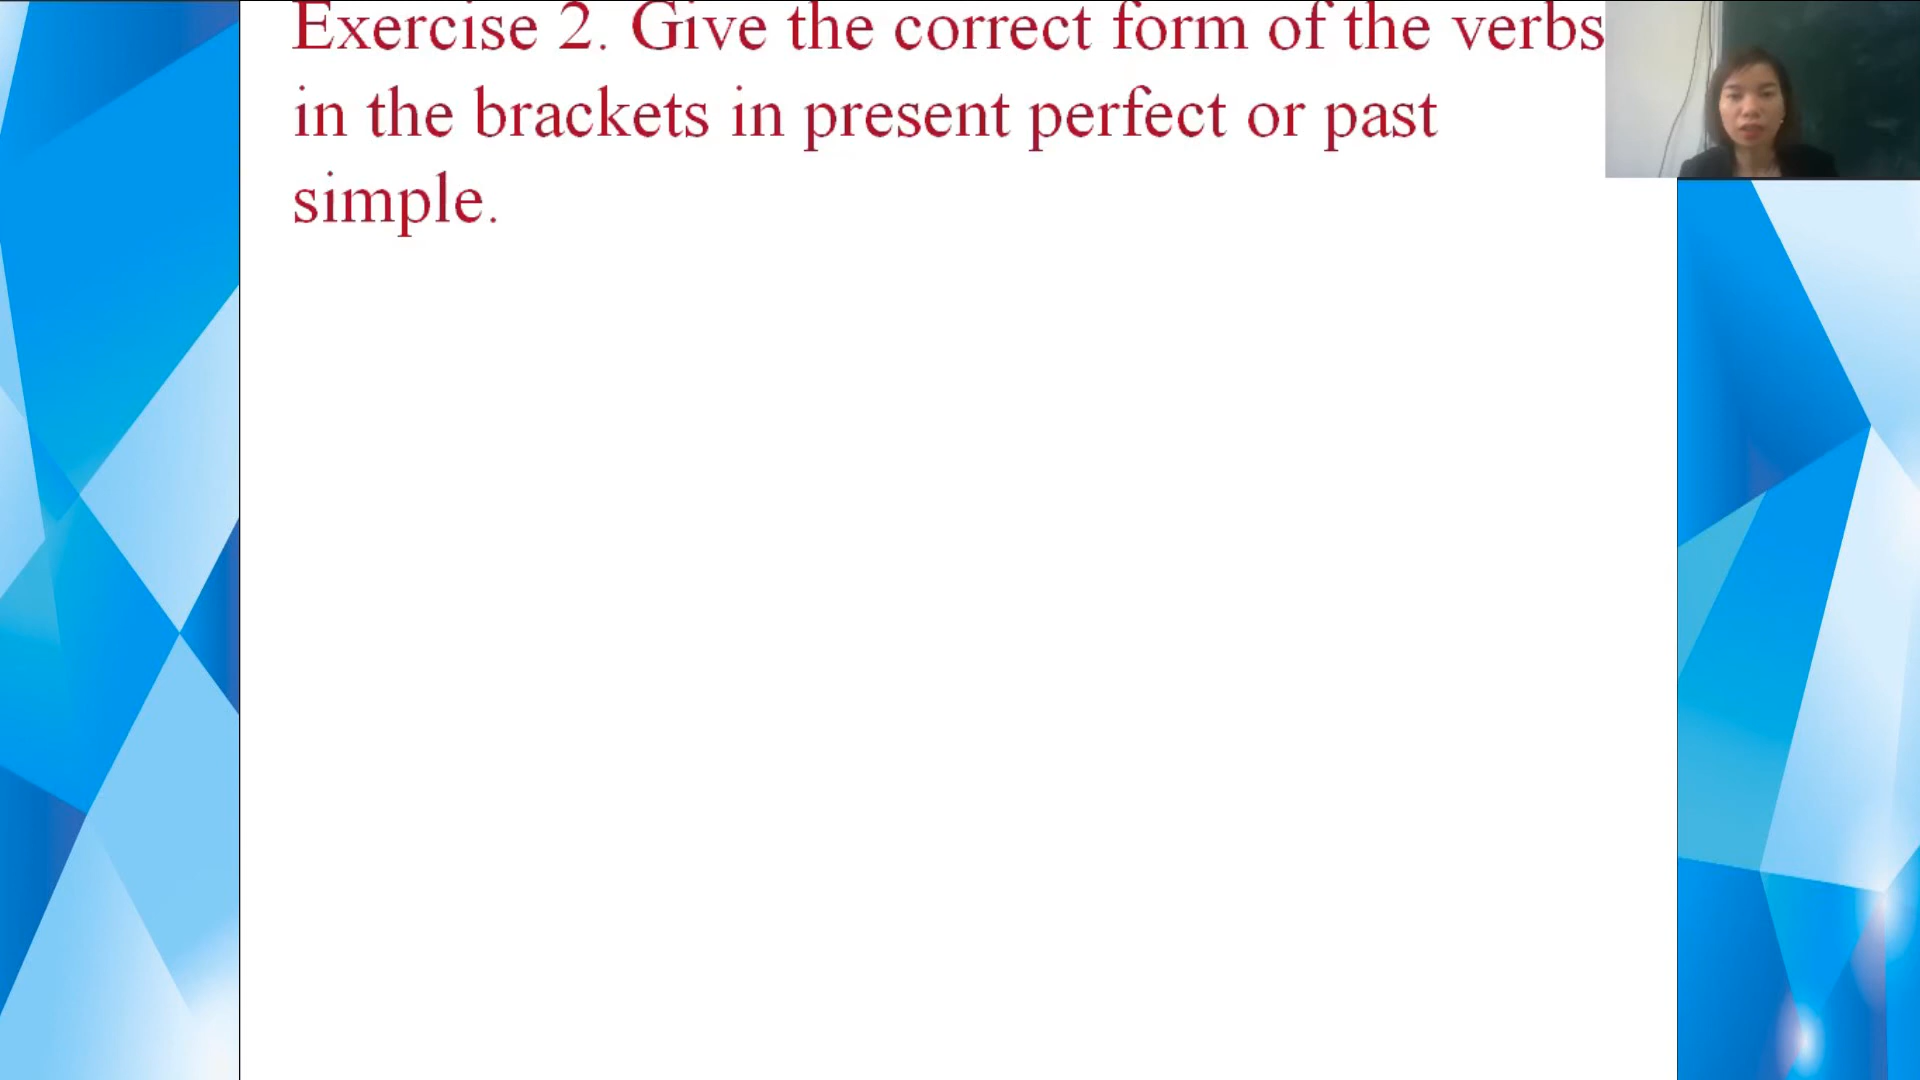 Exercise 2. Give the correct form of the verbs
in the brackets in present perfect or past
simple.